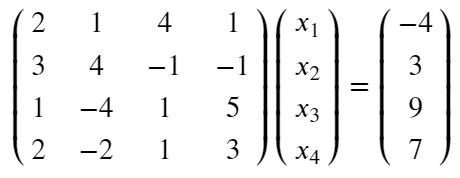 2 1 4 1 x₁ −4
3 4 −1 −1 x₂ 3
=
1 −4 1 5 x₃ 9
2 −2 1 3 x₄ 7